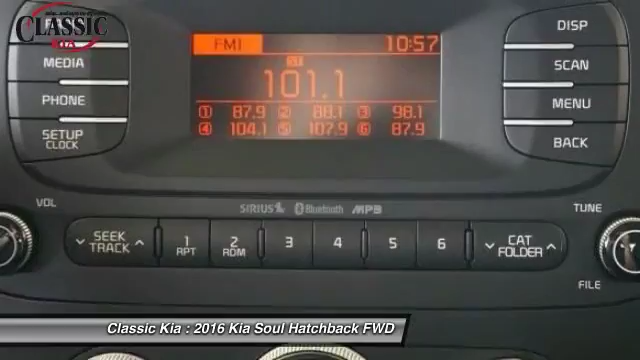 CLASSIC
KIA
MEDIA
PHONE
SETUP
CLOCK
FM1
10:57
101.1
1 87.9 2 88.1 3 98.1
4 104.1 5 107.9 6 87.9
DISP
SCAN
MENU
BACK
VOL
SIRIUS Bluetooth MP3
TUNE
SEEK
TRACK
1
RPT
2
RDM
3
4
5
6
CAT
FOLDER
FILE
Classic Kia : 2016 Kia Soul Hatchback FWD